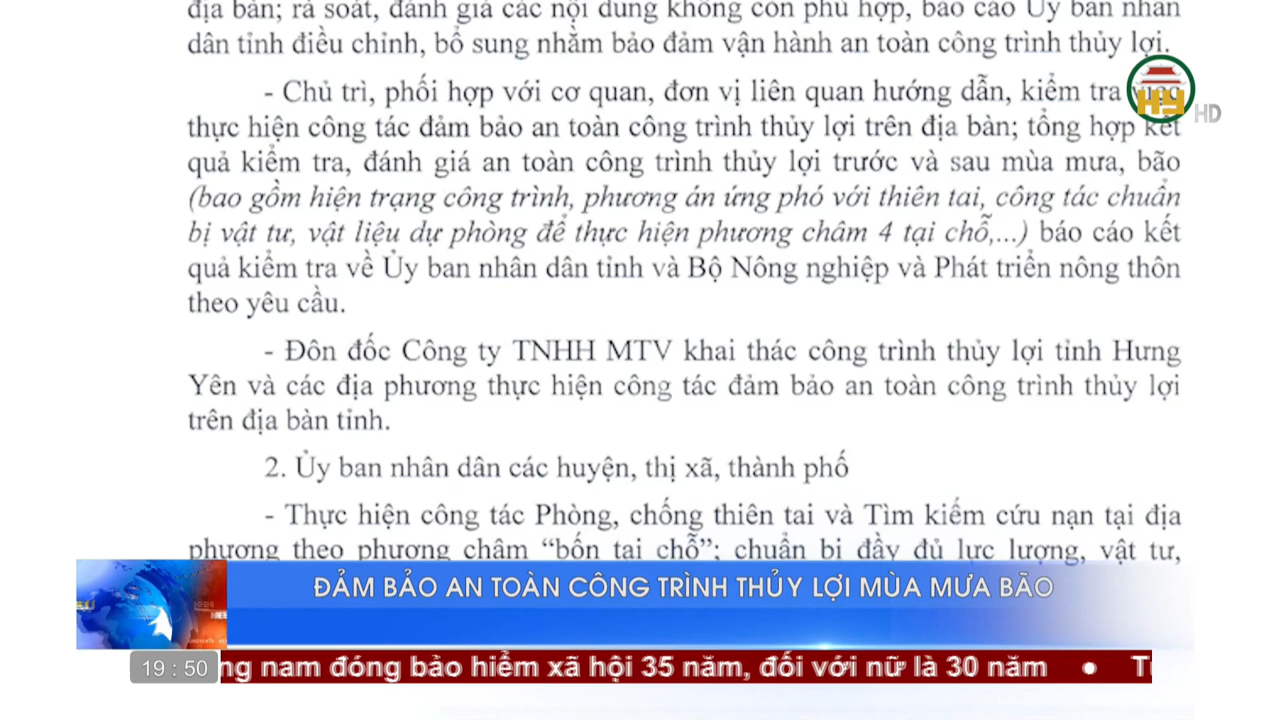 địa bàn; rà soát, đánh giá các nội dung không còn phù hợp, báo cáo Ủy ban nhân
dân tỉnh điều chỉnh, bổ sung nhằm bảo đảm vận hành an toàn công trình thủy lợi.
- Chủ trì, phối hợp với cơ quan, đơn vị liên quan hướng dẫn, kiểm tra việc
thực hiện công tác đảm bảo an toàn công trình thủy lợi trên địa bàn; tổng hợp kết
quả kiểm tra, đánh giá an toàn công trình thủy lợi trước và sau mùa mưa, bão
(bao gồm hiện trạng công trình, phương án ứng phó với thiên tai, công tác chuẩn
bị vật tư, vật liệu dự phòng để thực hiện phương châm 4 tại chỗ,...) báo cáo kết
quả kiểm tra về Ủy ban nhân dân tỉnh và Bộ Nông nghiệp và Phát triển nông thôn
theo yêu cầu.
- Đôn đốc Công ty TNHH MTV khai thác công trình thủy lợi tỉnh Hưng
Yên và các địa phương thực hiện công tác đảm bảo an toàn công trình thủy lợi
trên địa bàn tỉnh.
2. Ủy ban nhân dân các huyện, thị xã, thành phố
- Thực hiện công tác Phòng, chống thiên tai và Tìm kiếm cứu nạn tại địa
phương theo phương châm “bốn tại chỗ”; chuẩn bị đầy đủ lực lượng, vật tư,
HY HD
ĐẢM BẢO AN TOÀN CÔNG TRÌNH THỦY LỢI MÙA MƯA BÃO
19 : 50 ng nam đóng bảo hiểm xã hội 35 năm, đối với nữ là 30 năm •